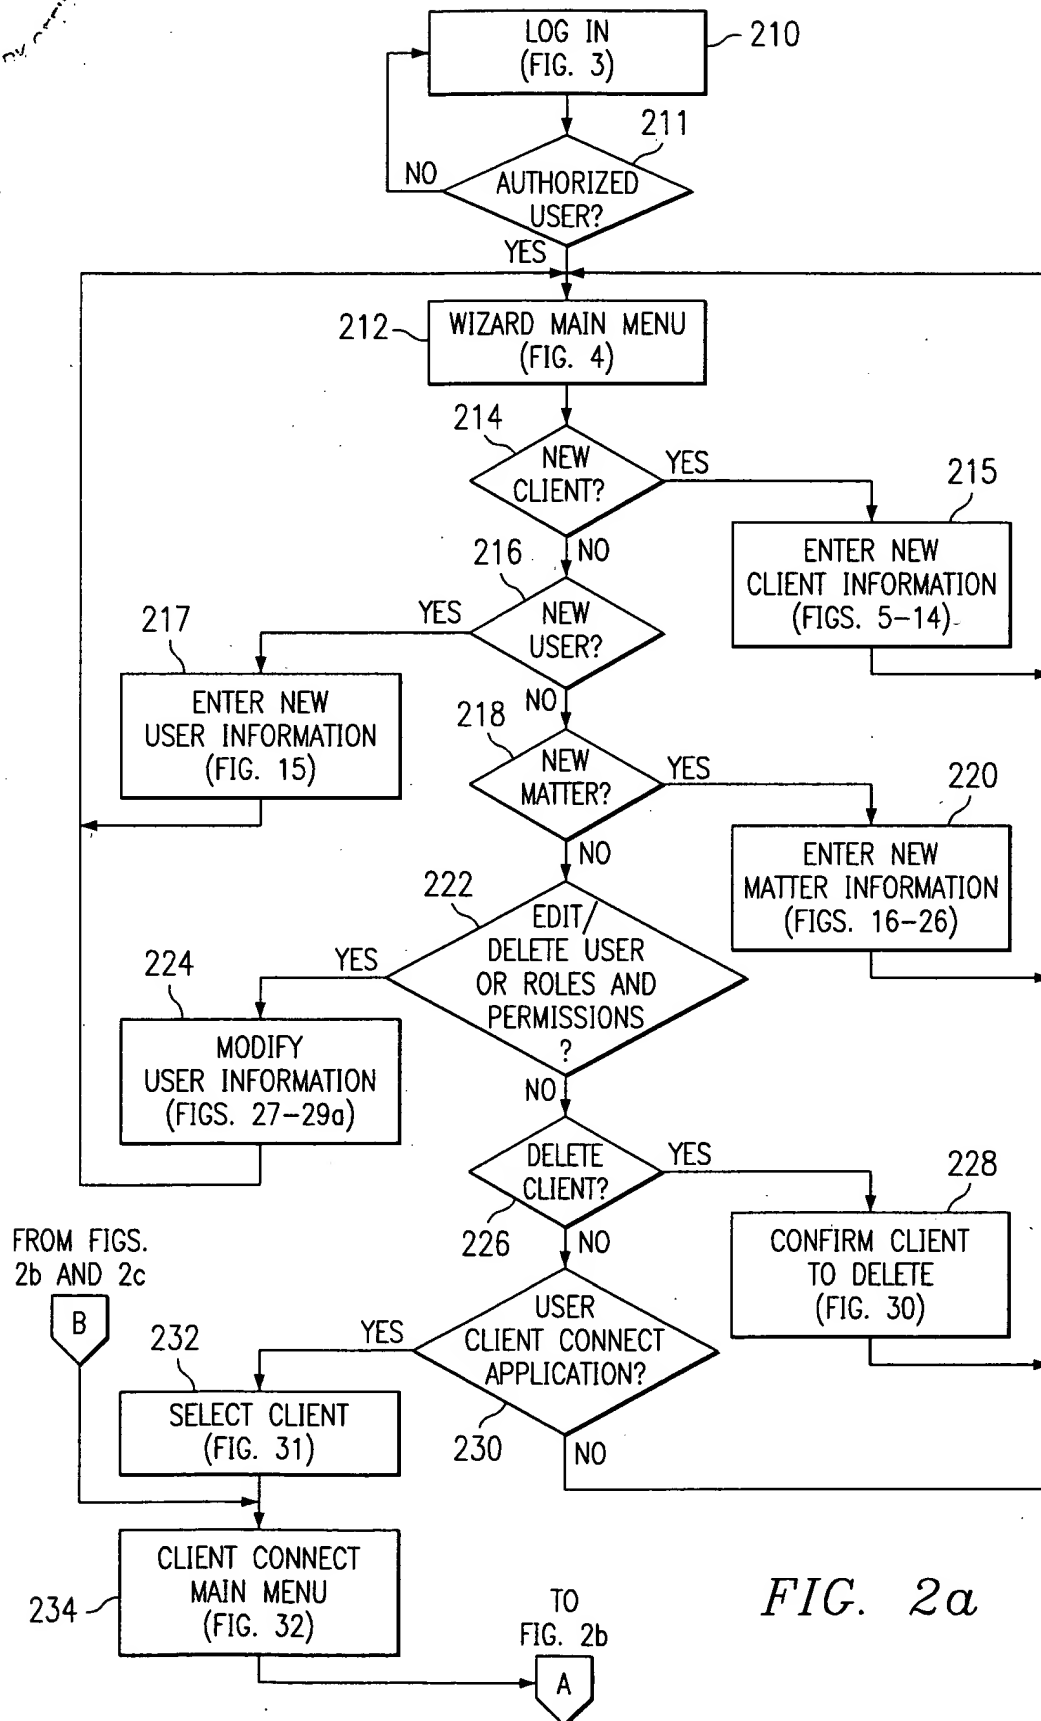 LOG IN
(FIG. 3)
210
211
AUTHORIZED
USER?
NO
YES
212
WIZARD MAIN MENU
(FIG. 4)
214
NEW
CLIENT?
YES
215
ENTER NEW
CLIENT INFORMATION
(FIGS. 5-14)
NO
216
NEW
USER?
YES
217
ENTER NEW
USER INFORMATION
(FIG. 15)
NO
218
NEW
MATTER?
YES
220
ENTER NEW
MATTER INFORMATION
(FIGS. 16-26)
NO
222
EDIT/
DELETE USER
OR ROLES AND
PERMISSIONS
?
YES
224
MODIFY
USER INFORMATION
(FIGS. 27-29a)
NO
DELETE
CLIENT?
226
YES
228
CONFIRM CLIENT
TO DELETE
(FIG. 30)
NO
FROM FIGS.
2b AND 2c
B
USER
CLIENT CONNECT
APPLICATION?
230
YES
232
SELECT CLIENT
(FIG. 31)
NO
CLIENT CONNECT
MAIN MENU
(FIG. 32)
234
TO
FIG. 2b
A
FIG. 2a